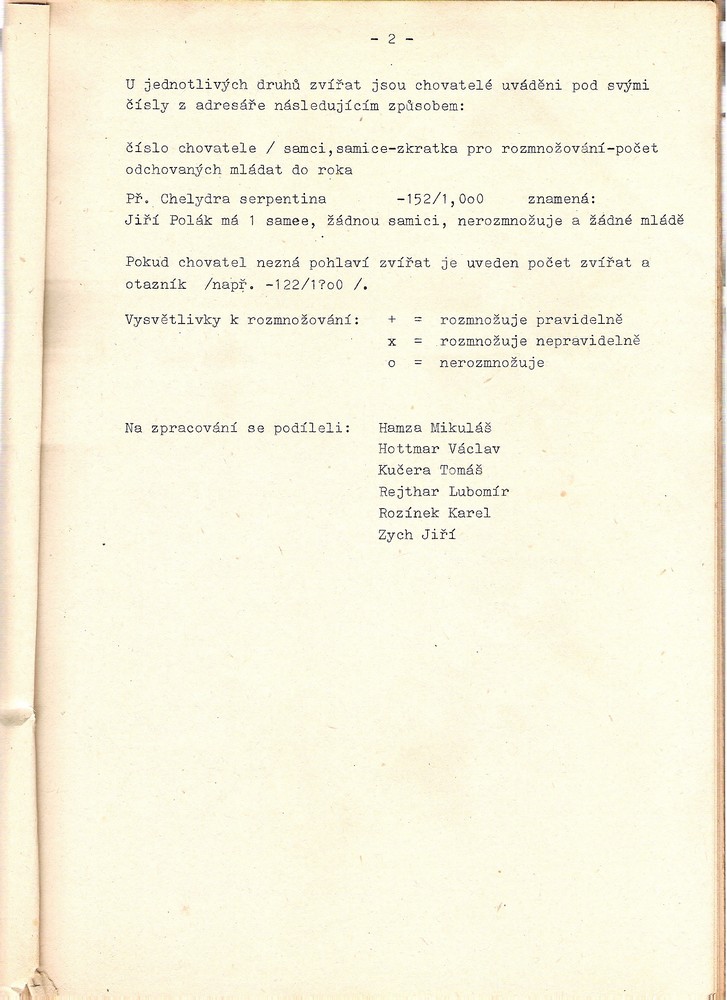 - 2 -
U jednotlivých druhů zvířat jsou chovatelé uváděni pod svými
čísly z adresáře následujícím způsobem:
číslo chovatele / samci,samice-zkratka pro rozmnožování-počet
odchovaných mládat do roka
Př. Chelydra serpentina -152/1,0o0 znamená:
Jiří Polák má 1 samce, žádnou samici, nerozmnožuje a žádné mládě
Pokud chovatel nezná pohlaví zvířat je uveden počet zvířat a
otazník /např. -122/1?o0 /.
Vysvětlivky k rozmnožování: + = rozmnožuje pravidelně
x = rozmnožuje nepravidelně
o = nerozmnožuje
Na zpracování se podíleli: Hamza Mikuláš
Hottmar Václav
Kučera Tomáš
Rejthar Lubomír
Rozínek Karel
Zych Jiří